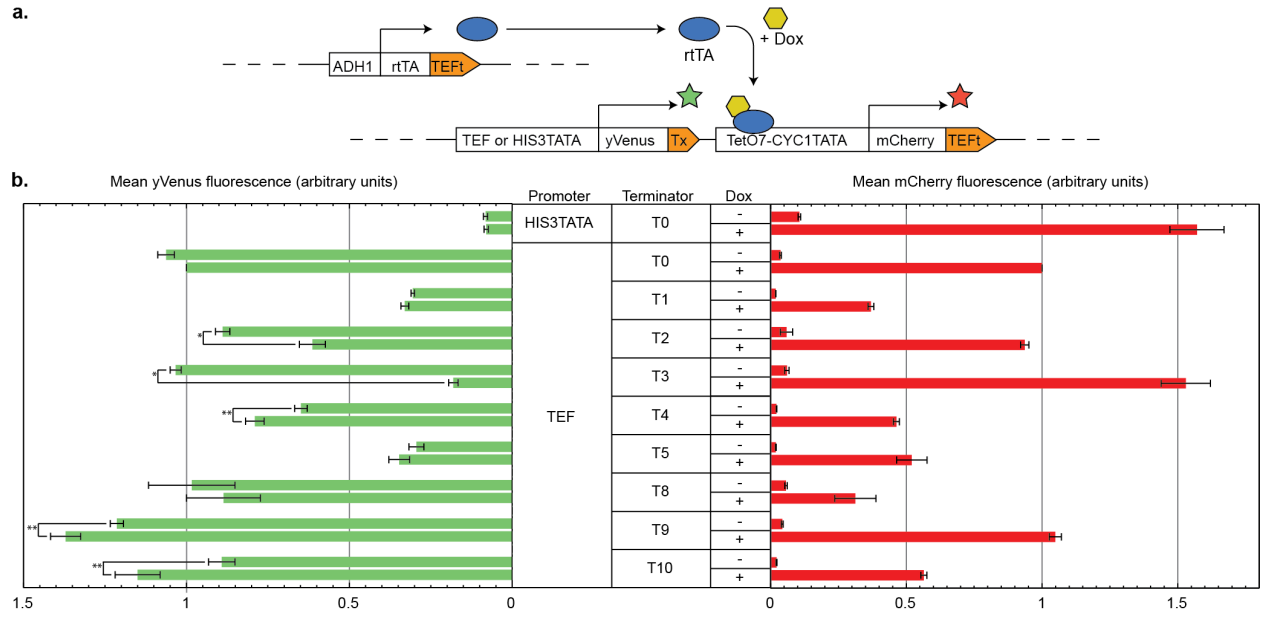 a.
+ Dox
rtTA
ADH1 rtTA TEFt
TEF or HIS3TATA yVenus Tx TetO7-CYC1TATA mCherry TEFt
b.
Mean yVenus fluorescence (arbitrary units) Mean mCherry fluorescence (arbitrary units)
Promoter Terminator Dox
HIS3TATA T0 -
+
T0 -
+
T1 -
+
* T2 -
+
* T3 -
+
TEF
** T4 -
+
T5 -
+
T8 -
+
** T9 -
+
** T10 -
+
1.5 1 0.5 0 0 0.5 1 1.5